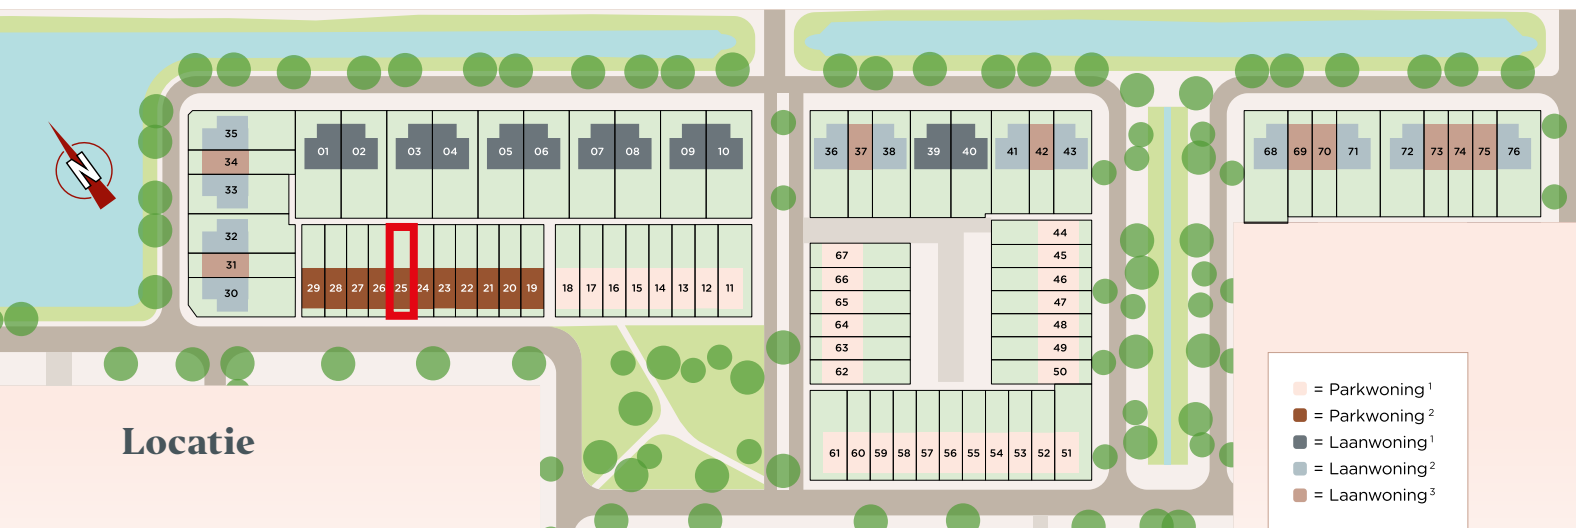 N
35
34
33
32
31
30
01 02 03 04 05 06 07 08 09 10
29 28 27 26 25 24 23 22 21 20 19
18 17 16 15 14 13 12 11
36 37 38 39 40 41 42 43
44
45
46
47
48
49
50
67
66
65
64
63
62
61 60 59 58 57 56 55 54 53 52 51
68 69 70 71 72 73 74 75 76
Locatie
= Parkwoning ¹
= Parkwoning ²
= Laanwoning ¹
= Laanwoning ²
= Laanwoning ³